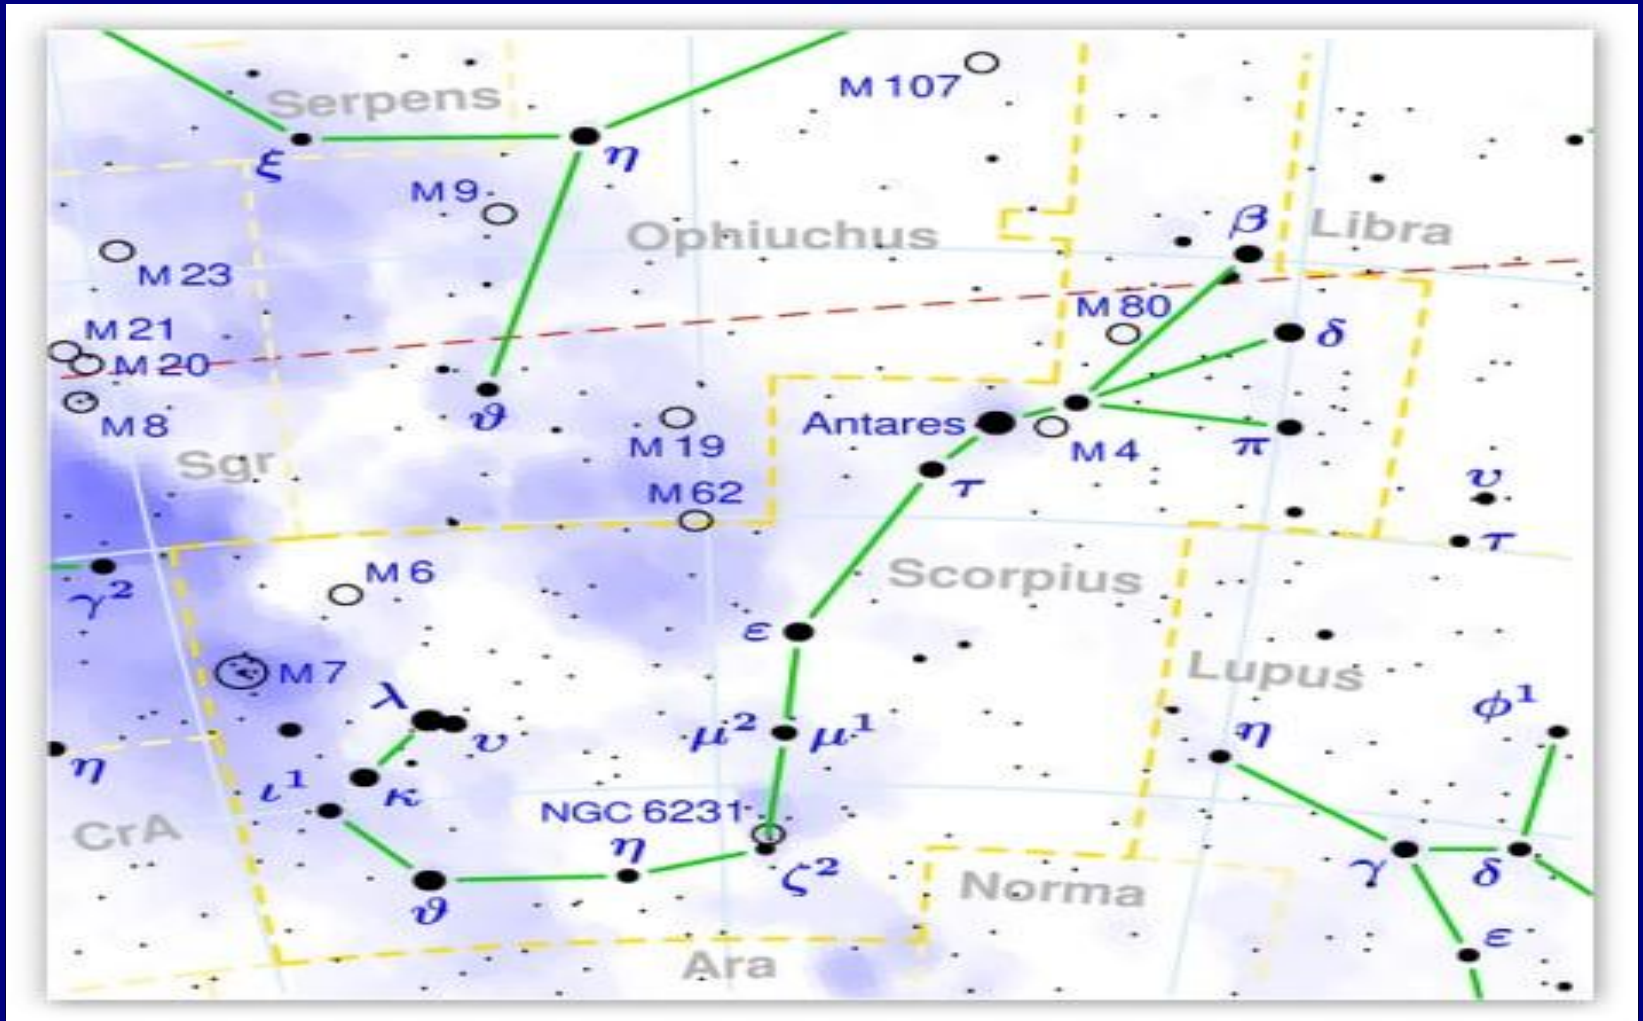 M 107
Serpens
ξ
η
M 9
Ophiuchus
β
Libra
M 23
M 80
M 21
M 20
δ
M 8
ϑ
M 19
Antares
M 4
π
Sgr
M 62
τ
υ
τ
M 6
Scorpius
γ²
ε
M 7
Lupus
λ
υ
μ² μ¹
η
ϕ¹
η
ι¹
κ
NGC 6231
CrA
η
ζ²
γ
δ
ϑ
Norma
ε
Ara